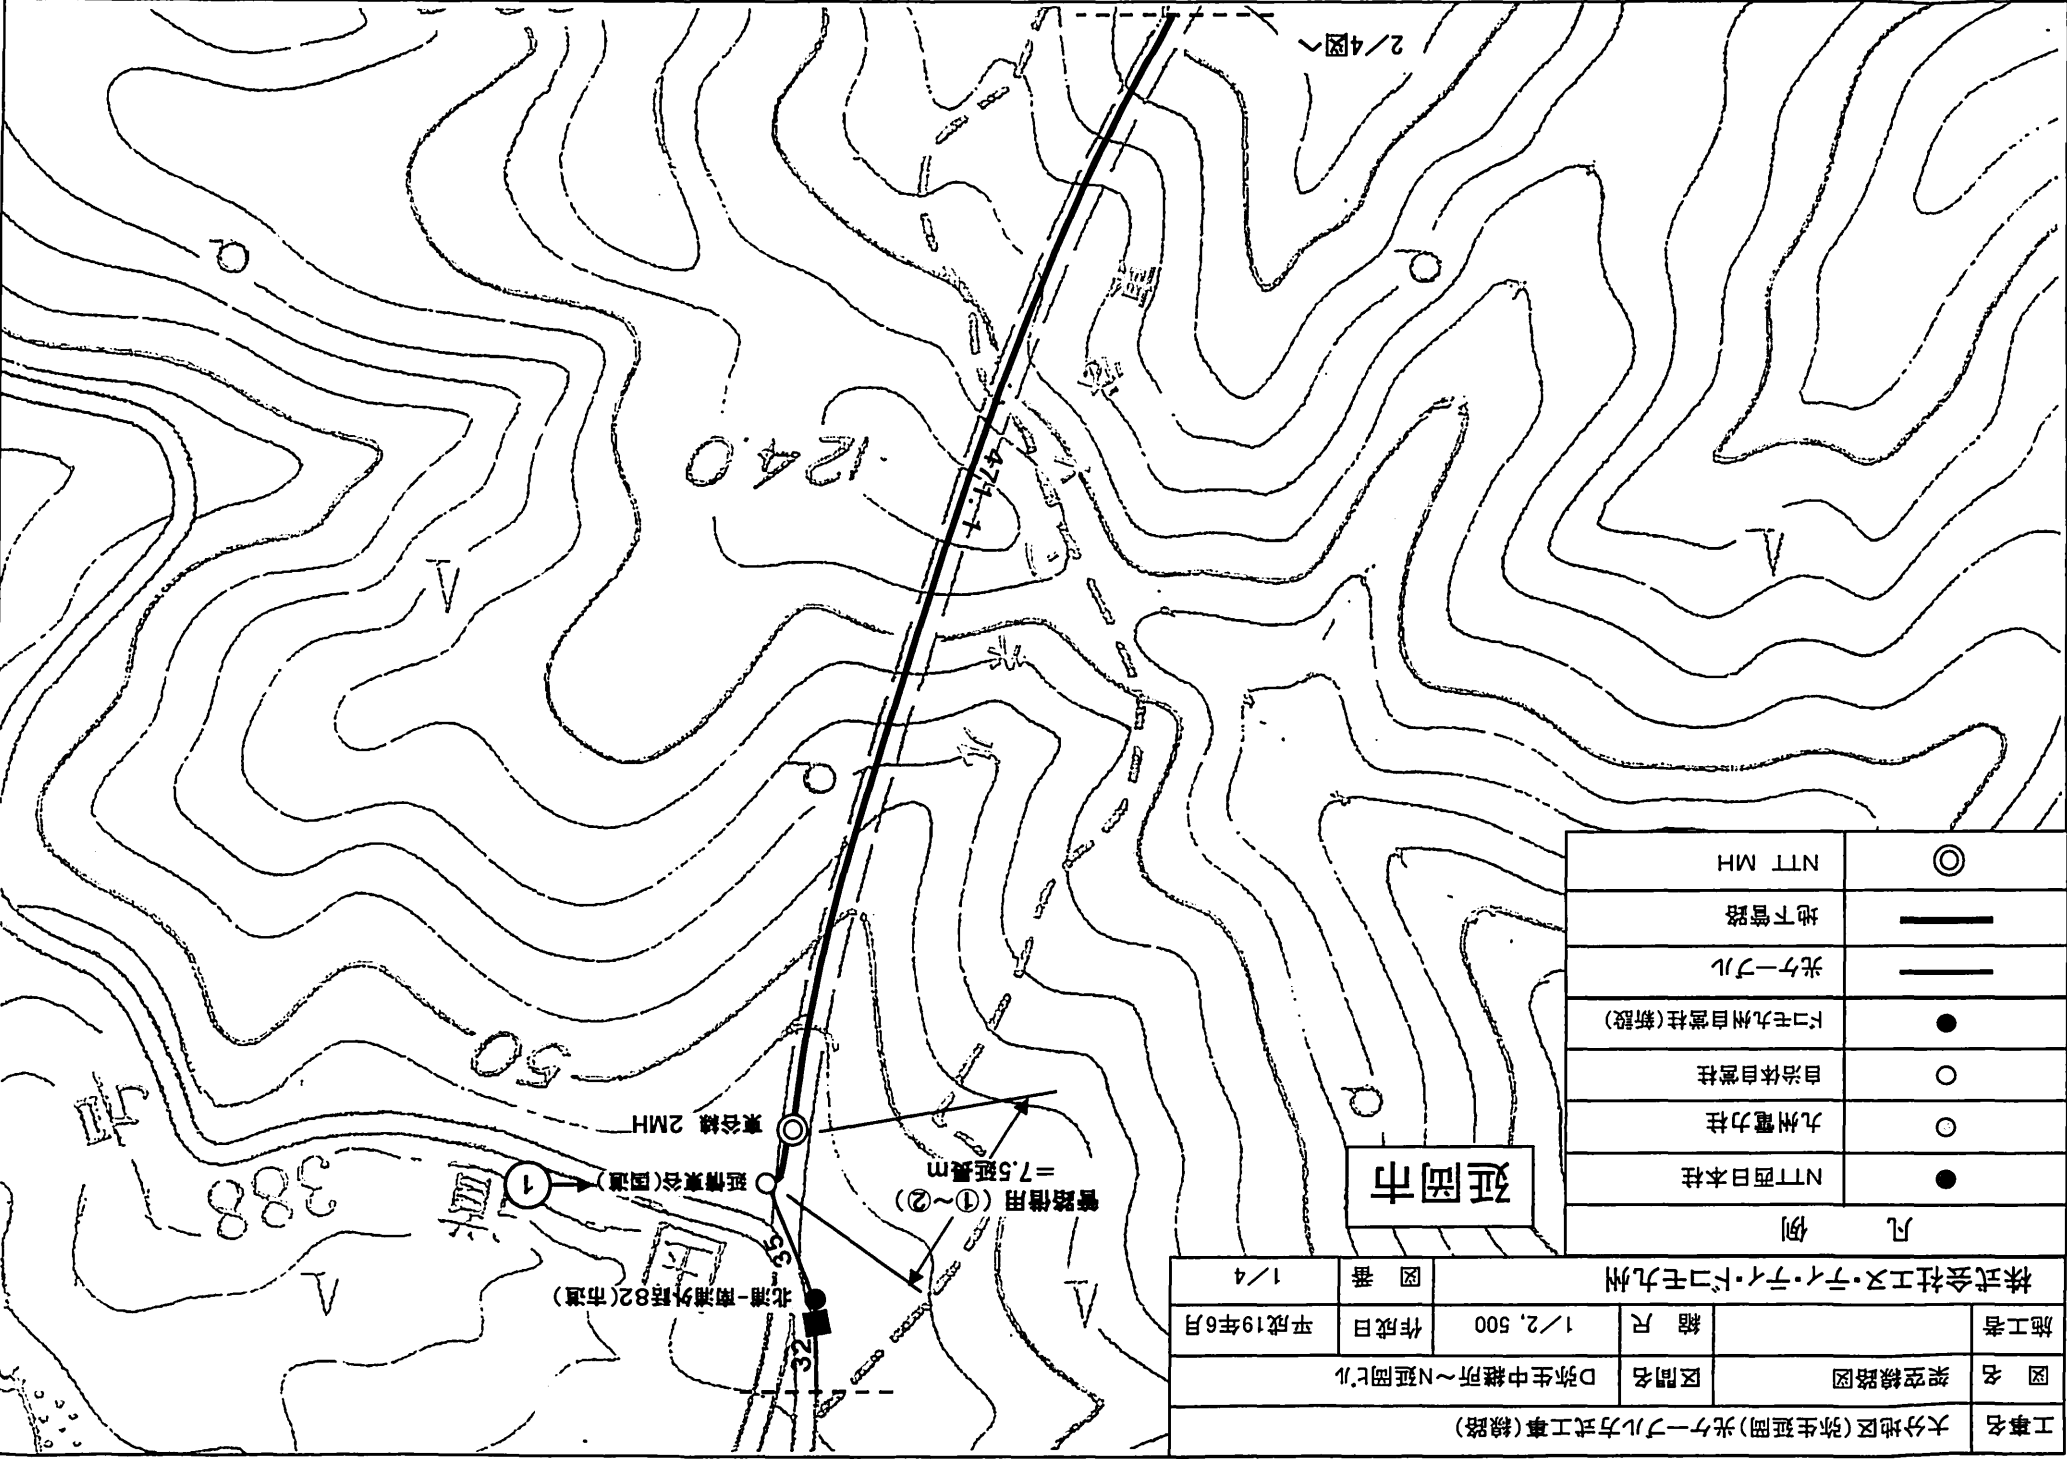 工事名 大分地区(弥生延岡)光ケーブル方式工事(線路)
図 名 架空線路図 区間名 D弥生中継所〜N延岡ビル
施工者 縮 尺 1/2,500 作成日 平成19年6月
株式会社エヌ・ティ・ティ・ドコモ九州 図 番 1/4
凡 例
NTT西日本柱
九州電力柱
自治体自営柱
ドコモ九州自営柱(新設)
光ケーブル
地下管路
NTT MH
延岡市
32
北浦-南浦外話82(市道)
35
管路借用(①〜②)
=7.5延長m
延情東谷(国道)
1
東谷線 2MH
388
50
471.1
124.0
2/4図へ